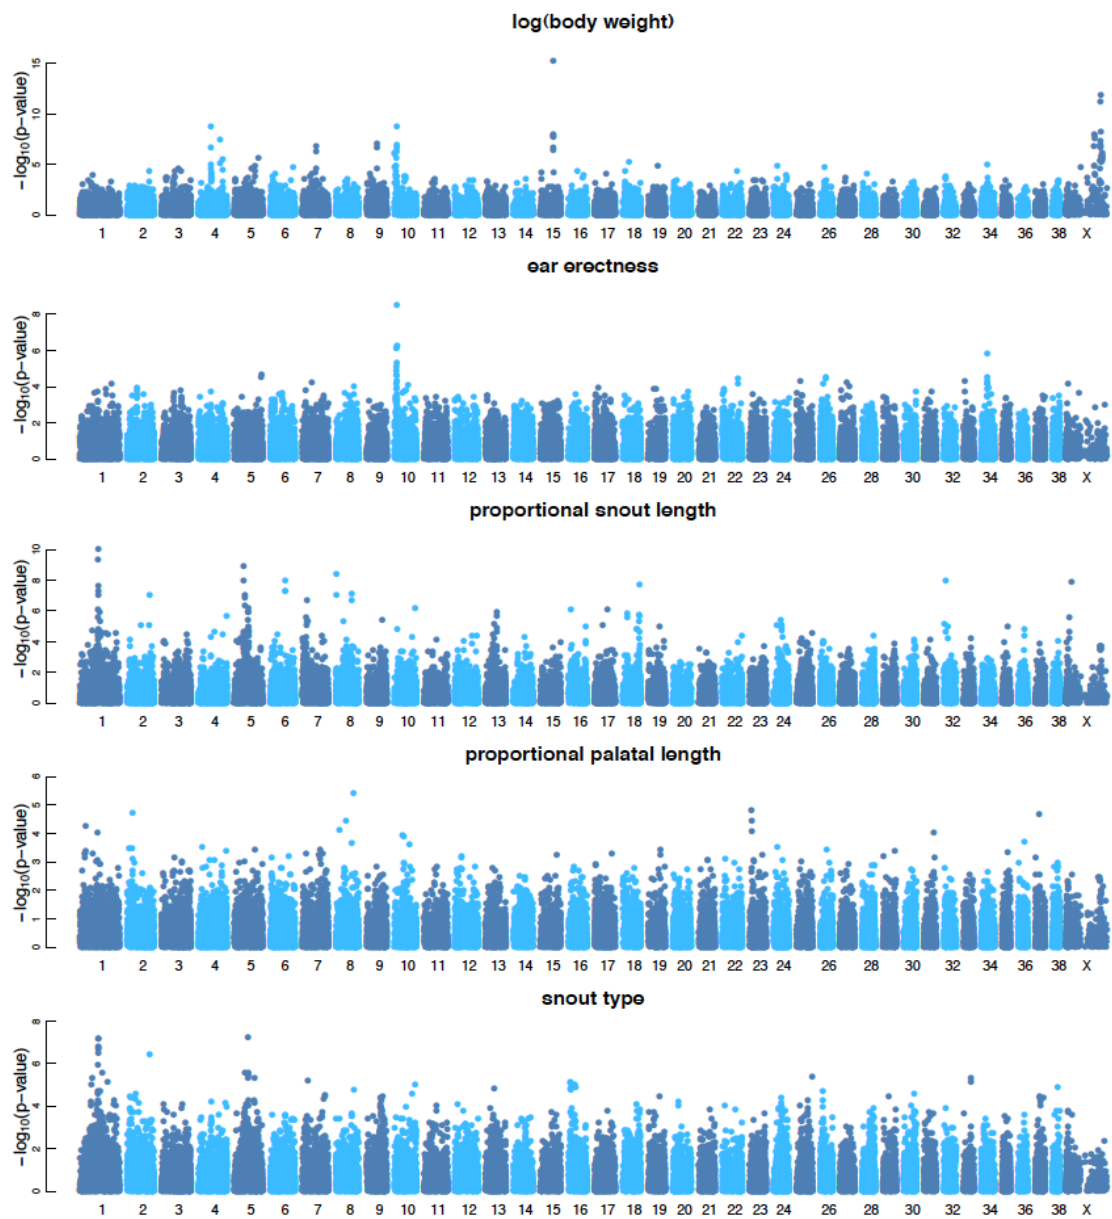 log(body weight)
−log10(p−value)
0 5 10 15
1 2 3 4 5 6 7 8 9 10 11 12 13 14 15 16 17 18 19 20 21 22 23 24 26 28 30 32 34 36 38 X
ear erectness
−log10(p−value)
0 2 4 6 8
1 2 3 4 5 6 7 8 9 10 11 12 13 14 15 16 17 18 19 20 21 22 23 24 26 28 30 32 34 36 38 X
proportional snout length
−log10(p−value)
0 2 4 6 8 10
1 2 3 4 5 6 7 8 9 10 11 12 13 14 15 16 17 18 19 20 21 22 23 24 26 28 30 32 34 36 38 X
proportional palatal length
−log10(p−value)
0 1 2 3 4 5 6
1 2 3 4 5 6 7 8 9 10 11 12 13 14 15 16 17 18 19 20 21 22 23 24 26 28 30 32 34 36 38 X
snout type
−log10(p−value)
0 2 4 6 8
1 2 3 4 5 6 7 8 9 10 11 12 13 14 15 16 17 18 19 20 21 22 23 24 26 28 30 32 34 36 38 X